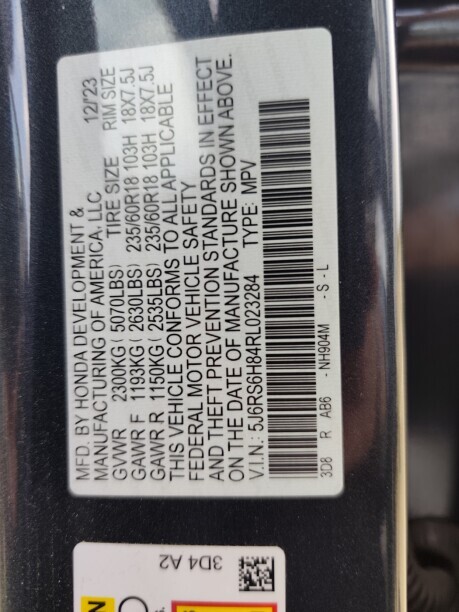 MFD. BY HONDA DEVELOPMENT & 12/23
MANUFACTURING OF AMERICA, LLC TIRE SIZE RIM SIZE
GVWR 2300KG ( 5070LBS)
GAWR F 1193KG ( 2630LBS) 235/60R18 103H 18X7.5J
GAWR R 1150KG ( 2535LBS) 235/60R18 103H 18X7.5J
THIS VEHICLE CONFORMS TO ALL APPLICABLE
FEDERAL MOTOR VEHICLE SAFETY
AND THEFT PREVENTION STANDARDS IN EFFECT
ON THE DATE OF MANUFACTURE SHOWN ABOVE.
V.I.N.: 5J6RS6H84RL023284 TYPE: MPV
3D8 R AB6 - NH904M - S - L
3D4 A2